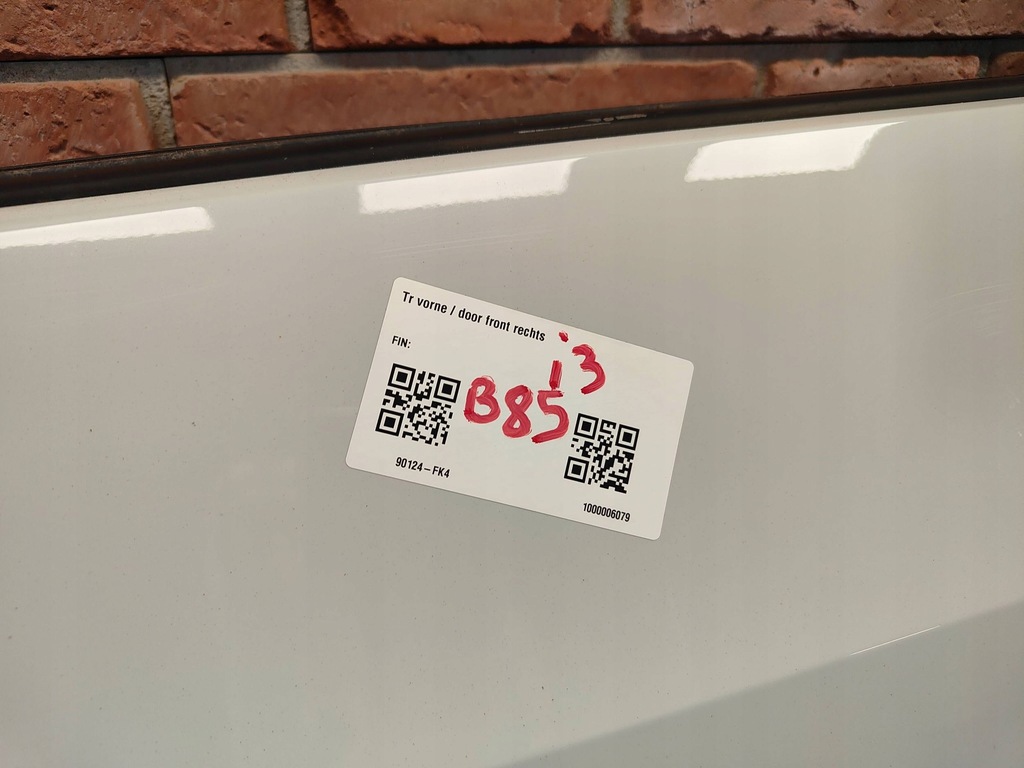 Tr vorne / door front rechts
FIN:
i3
B85
90124-FK4
1000006079